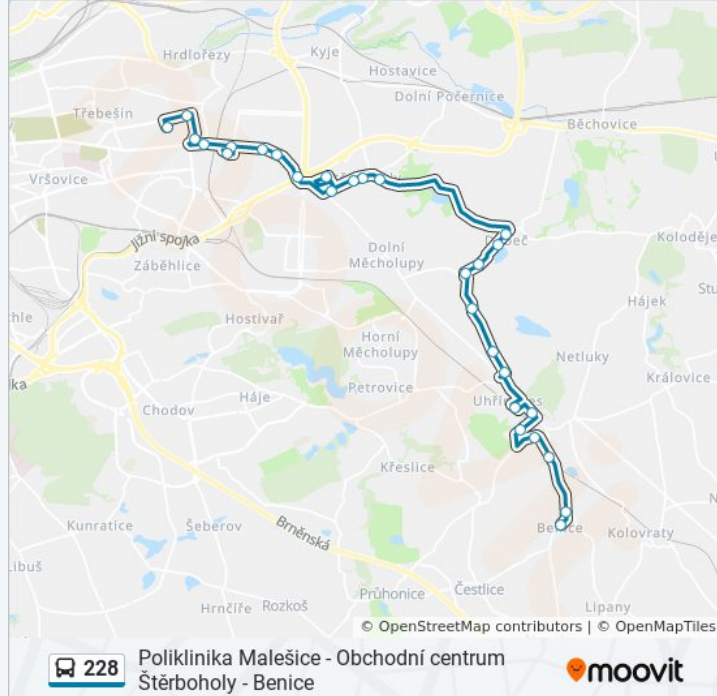 Hrdlořezy
Kyje
Hostavice
Třebešín
Dolní Počernice
Běchovice
Vršovice
Jižní spojka
Záběhlice
Dolní
Měcholupy
Koloděje
Hostivař
Hájek
Horní
Měcholupy
Netluky
Královice
Háje
Petrovice
Chodov
Křeslice
Kunratice
Šeberov
Brněnská
Benice
Kolovraty
Libuš
Průhonice
Čestlice
Hrnčíře
Rozkoš
Lipany
© OpenStreetMap contributors | © OpenMapTiles
228
Poliklinika Malešice - Obchodní centrum
Štěrboholy - Benice
moovit